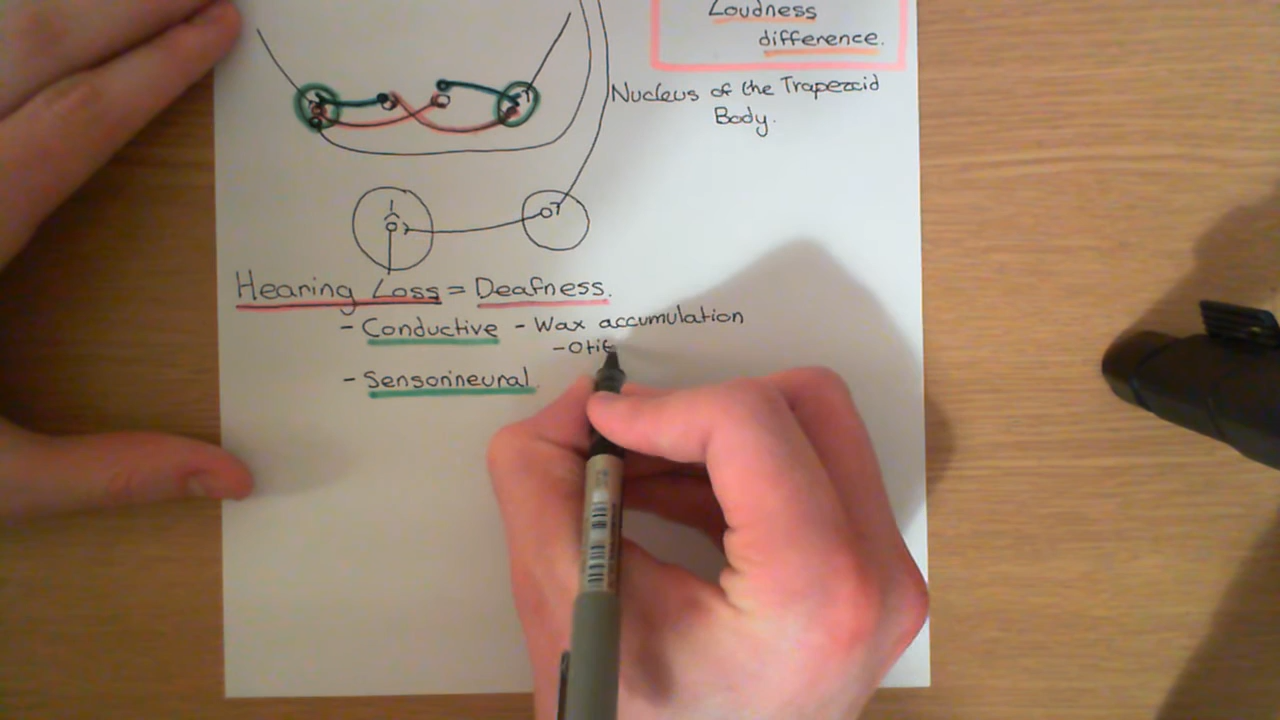 Loudness
difference.
Nucleus of the Trapezoid
Body.
Hearing Loss = Deafness.
- Conductive - Wax accumulation
- Otit
- Sensorineural.